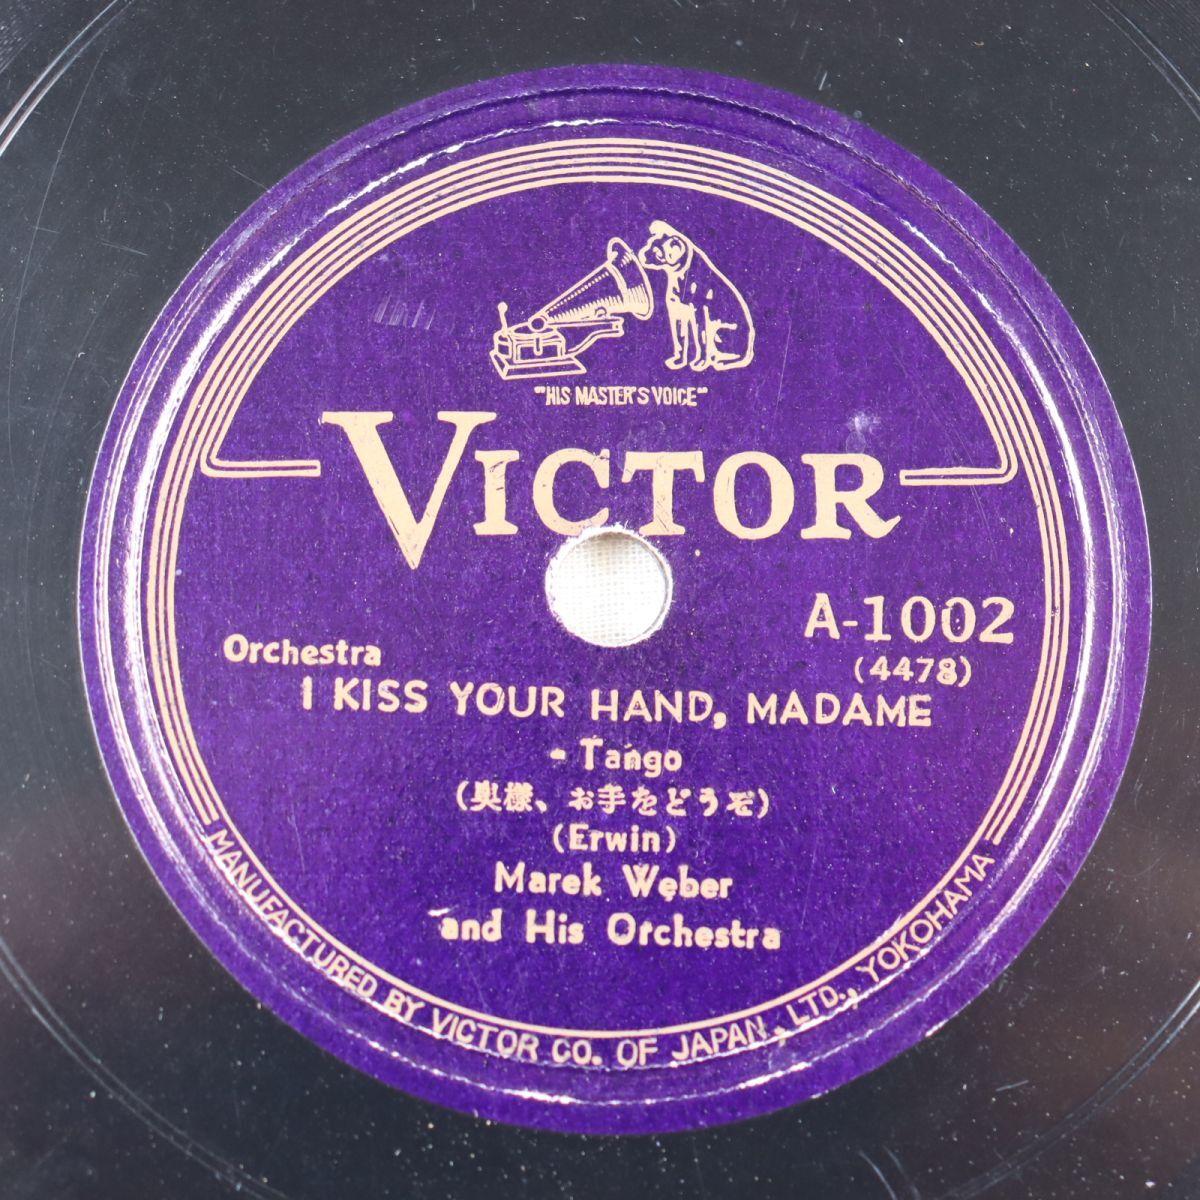 "HIS MASTER'S VOICE"
VICTOR
A-1002
(4478)
Orchestra
I KISS YOUR HAND, MADAME
- Tango
(奥様、お手をどうぞ)
(Erwin)
Marek Weber
and His Orchestra
MANUFACTURED BY VICTOR CO. OF JAPAN, LTD., YOKOHAMA